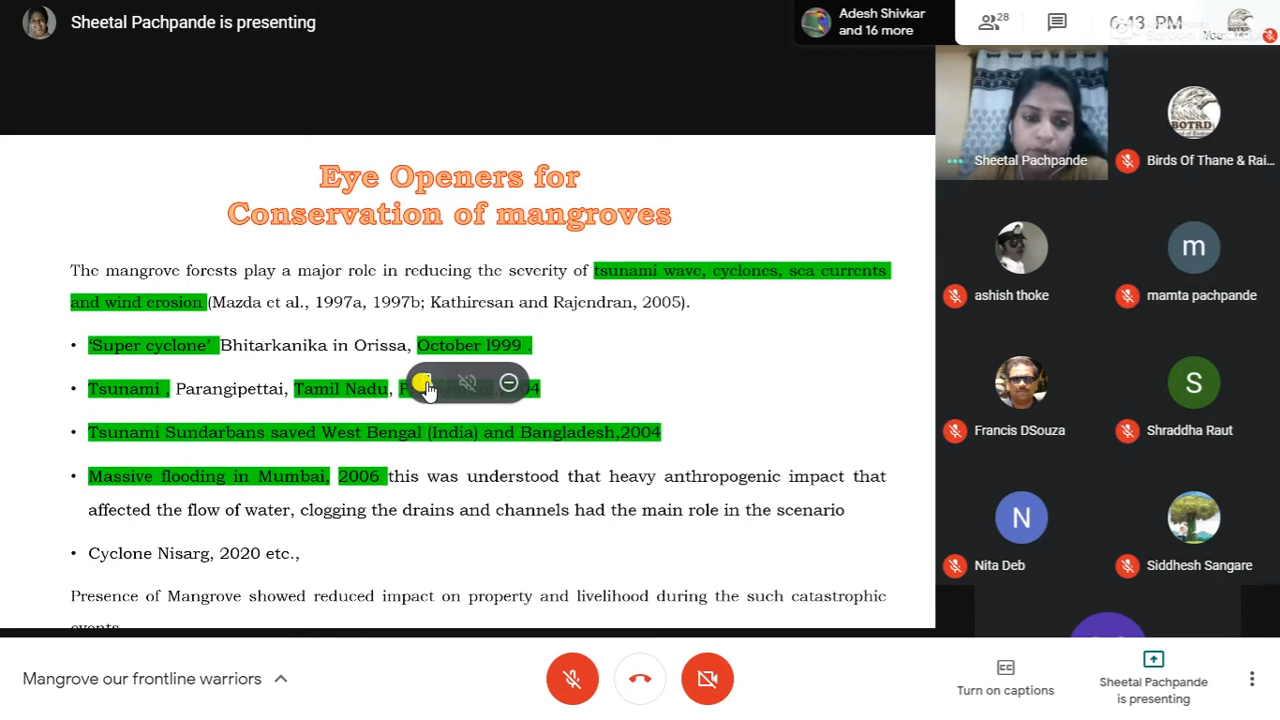 Sheetal Pachpande is presenting
Adesh Shivkar
and 16 more
28
6:43 PM
You
Eye Openers for
Conservation of mangroves
The mangrove forests play a major role in reducing the severity of tsunami wave, cyclones, sea currents
and wind erosion (Mazda et al., 1997a, 1997b; Kathiresan and Rajendran, 2005).
• 'Super cyclone' Bhitarkanika in Orissa, October 1999 .
• Tsunami , Parangipettai, Tamil Nadu,
• Tsunami Sundarbans saved West Bengal (India) and Bangladesh,2004
• Massive flooding in Mumbai, 2006 this was understood that heavy anthropogenic impact that
affected the flow of water, clogging the drains and channels had the main role in the scenario
• Cyclone Nisarg, 2020 etc.,
Presence of Mangrove showed reduced impact on property and livelihood during the such catastrophic
events
Sheetal Pachpande
BOTRD
Birds Of Thane & Rai...
ashish thoke
m
mamta pachpande
Francis DSouza
S
Shraddha Raut
N
Nita Deb
Siddhesh Sangare
Mangrove our frontline warriors
CC
Turn on captions
Sheetal Pachpande
is presenting